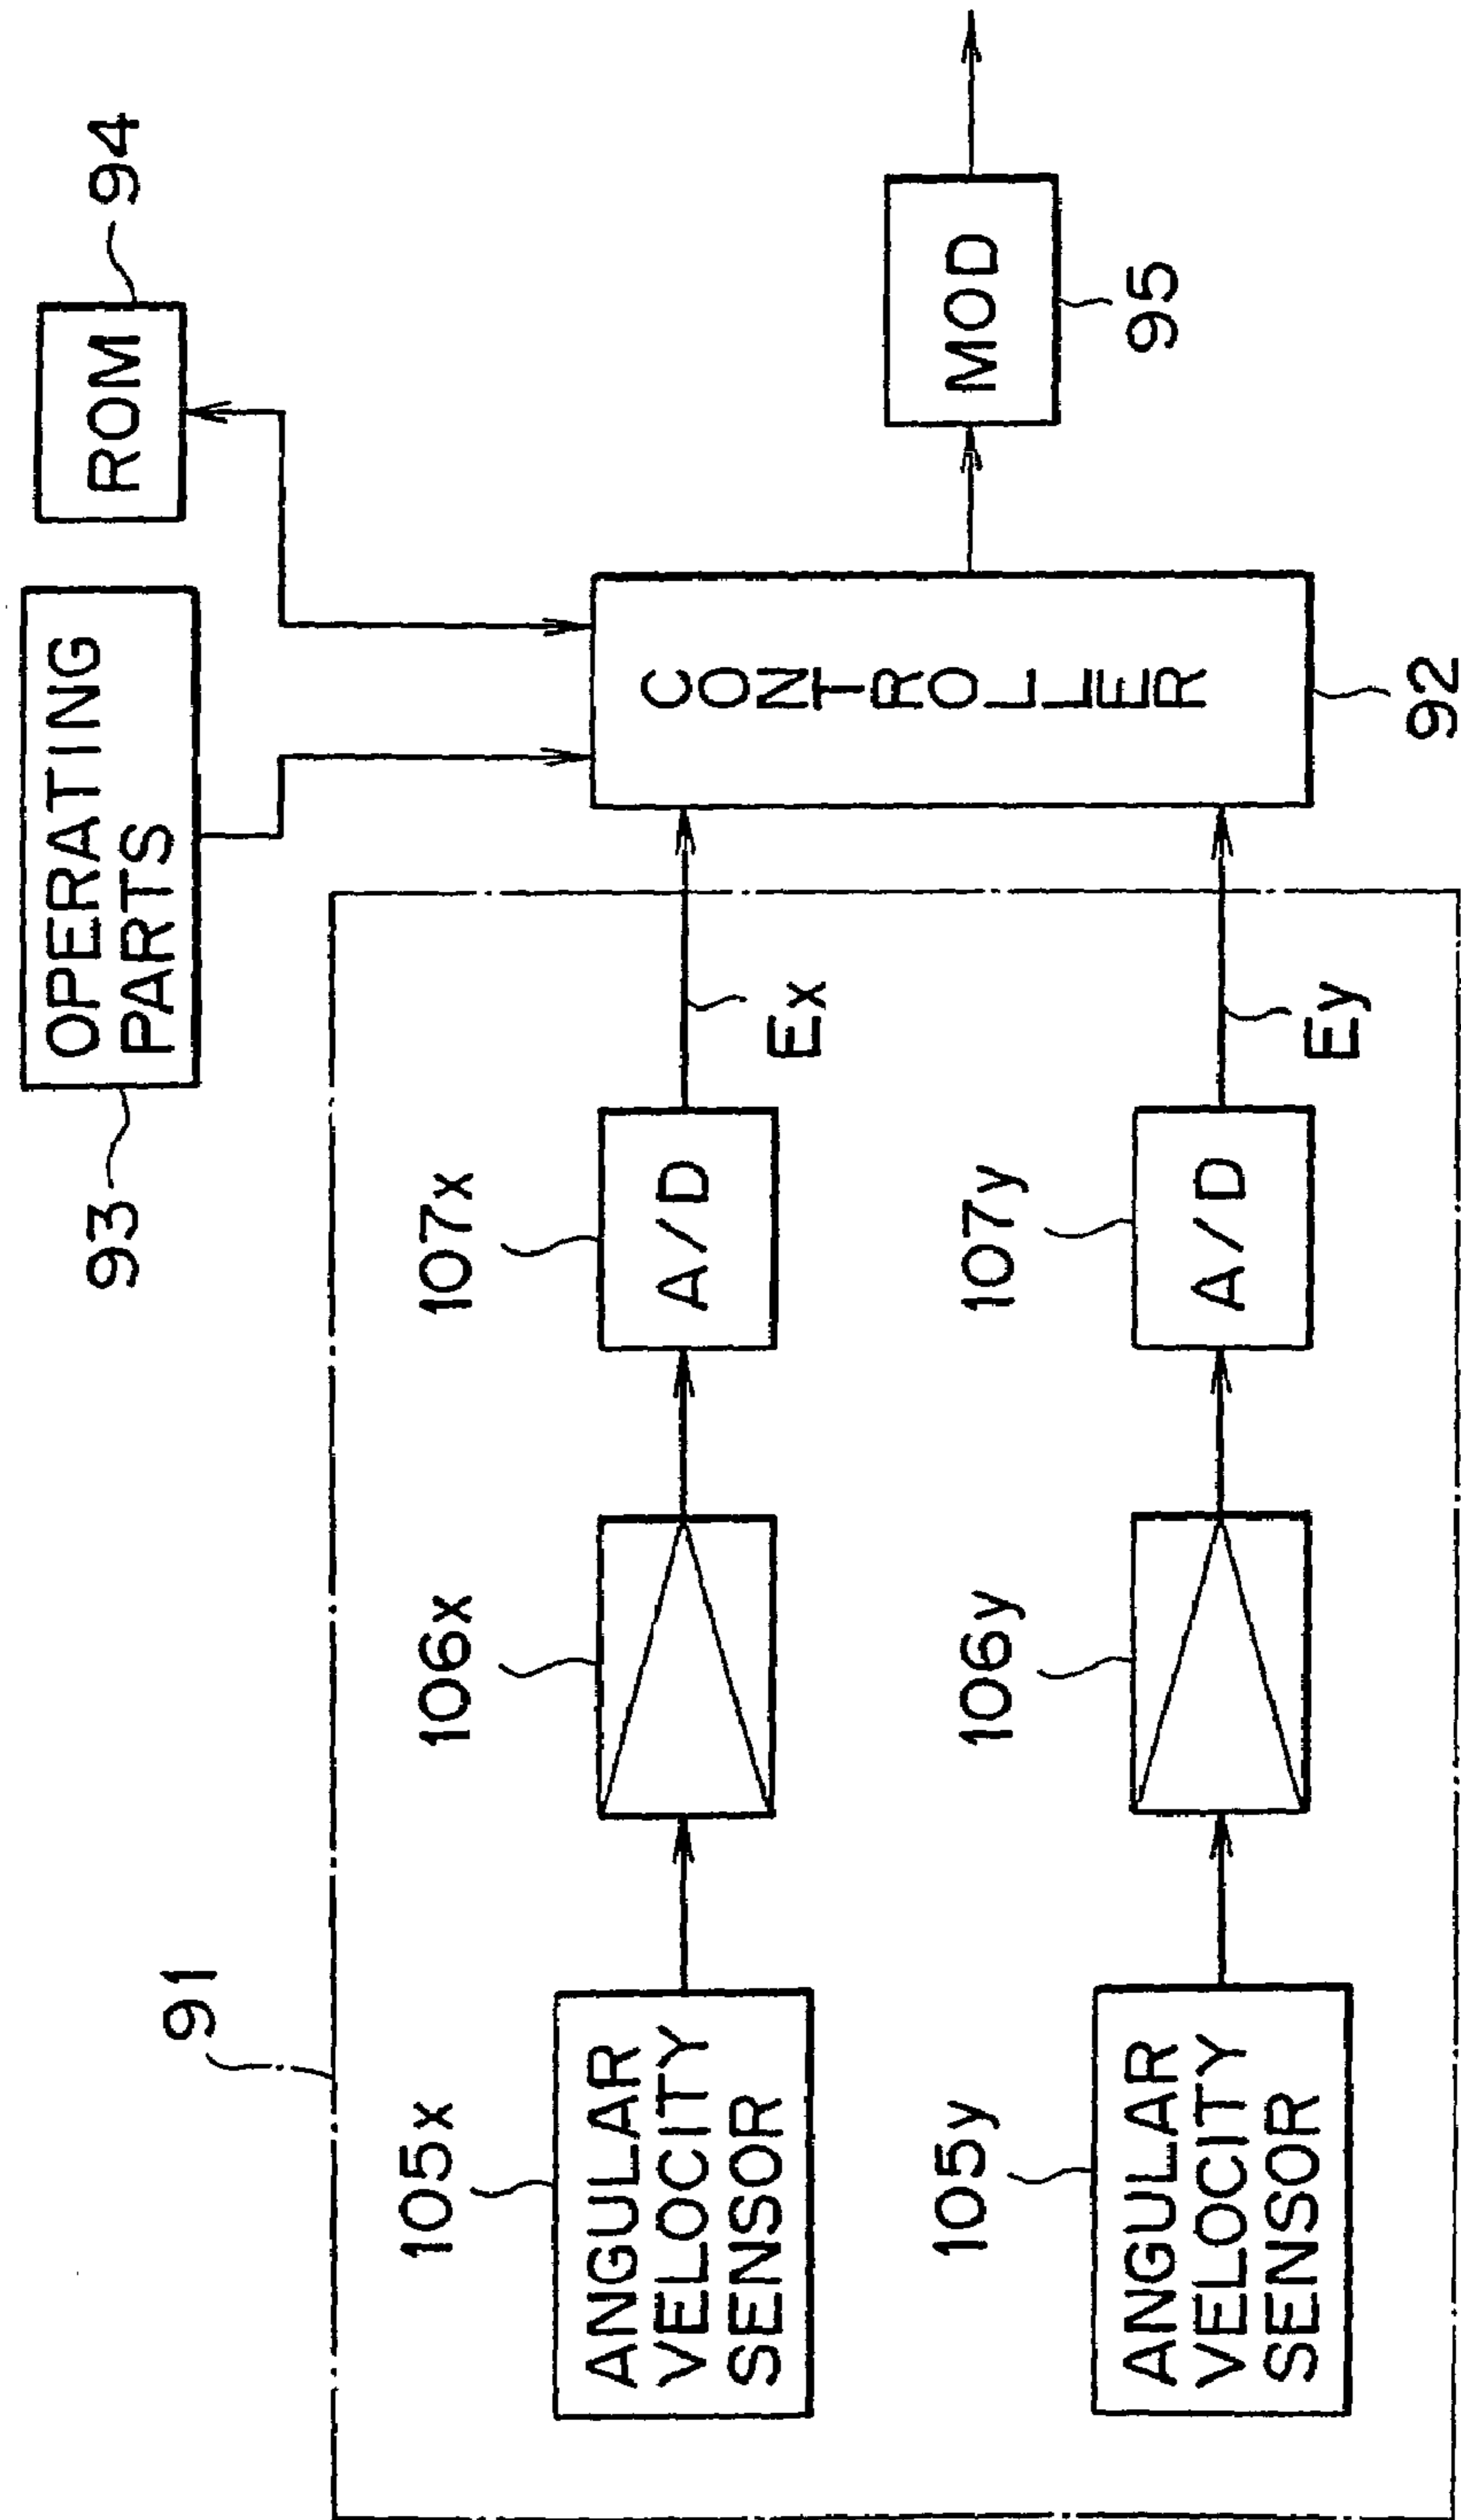 93
OPERATING
PARTS
ROM
94
91
105x
ANGULAR
VELOCITY
SENSOR
106x
107x
A/D
Ex
CONTROLLER
92
MOD
95
105y
ANGULAR
VELOCITY
SENSOR
106y
107y
A/D
Ey